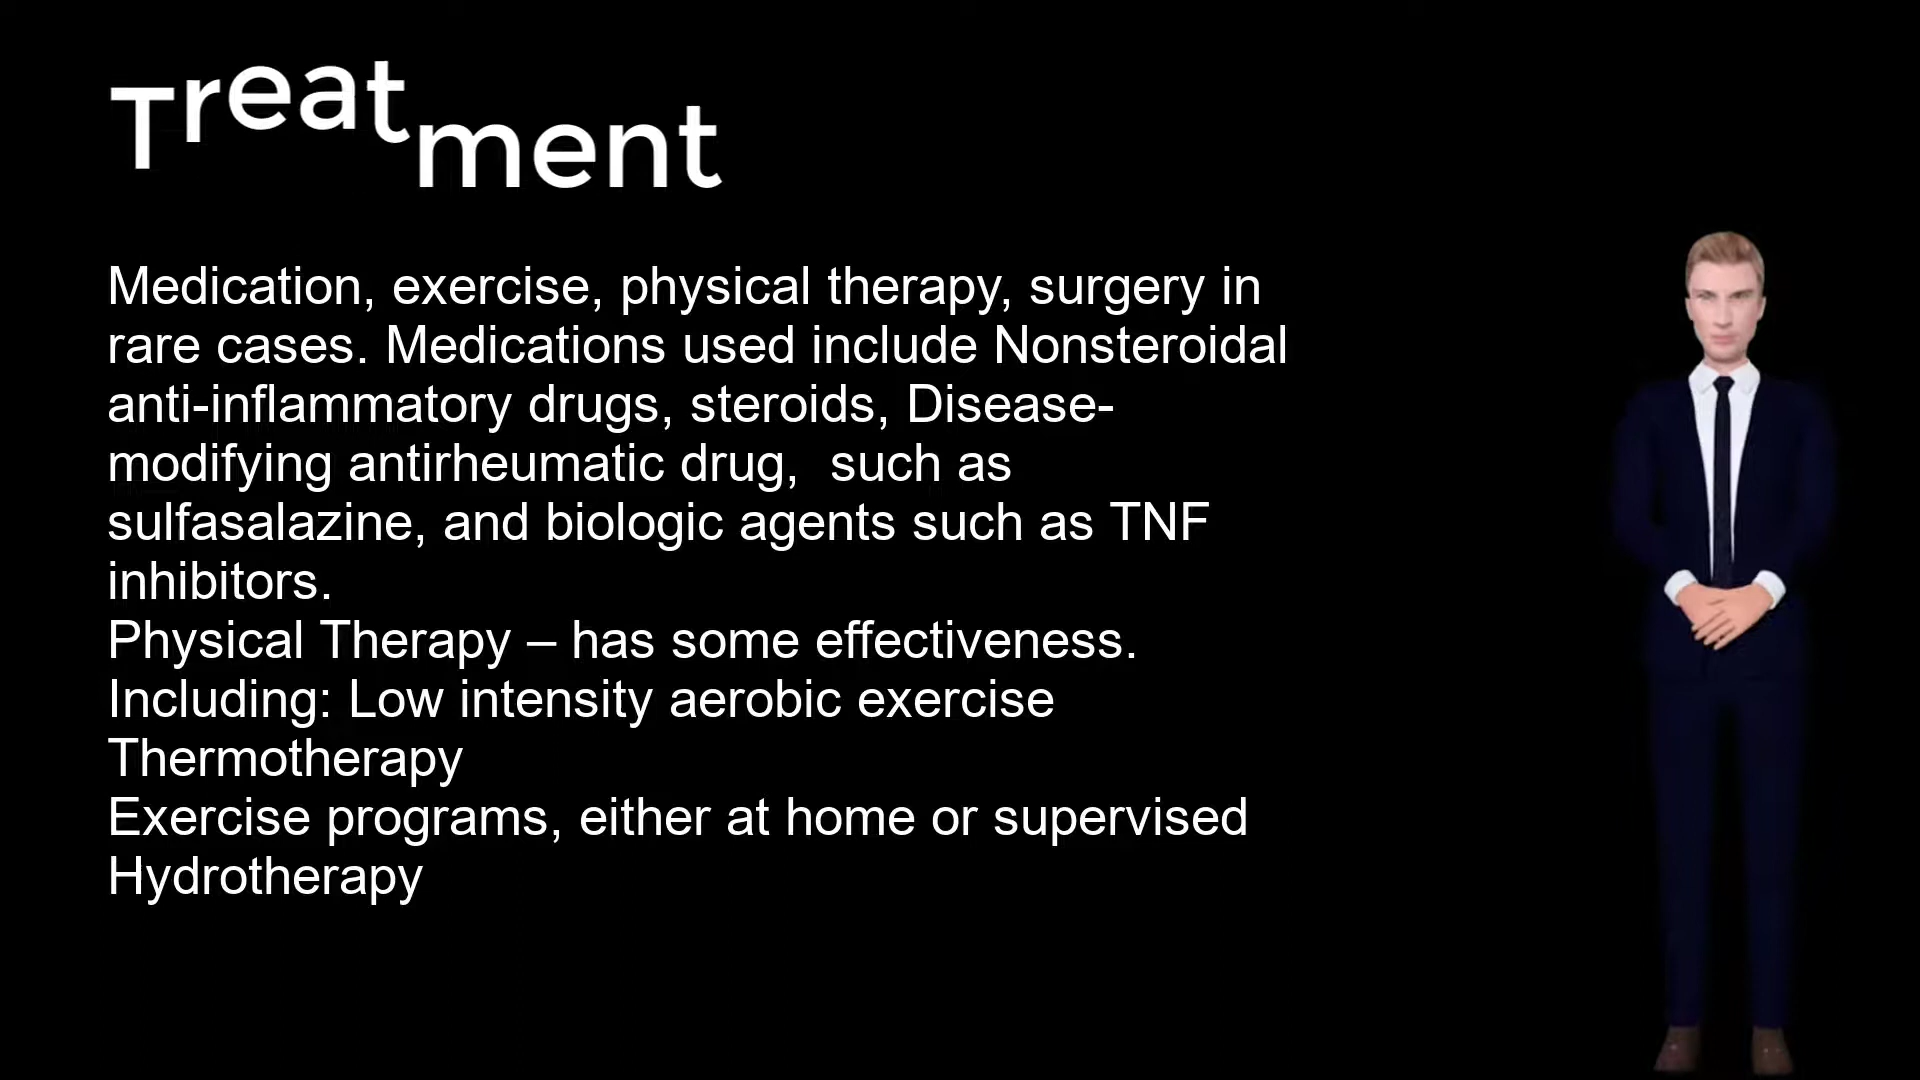 Treatment
Medication, exercise, physical therapy, surgery in
rare cases. Medications used include Nonsteroidal
anti-inflammatory drugs, steroids, Disease-
modifying antirheumatic drug,  such as
sulfasalazine, and biologic agents such as TNF
inhibitors.
Physical Therapy – has some effectiveness.
Including: Low intensity aerobic exercise
Thermotherapy
Exercise programs, either at home or supervised
Hydrotherapy